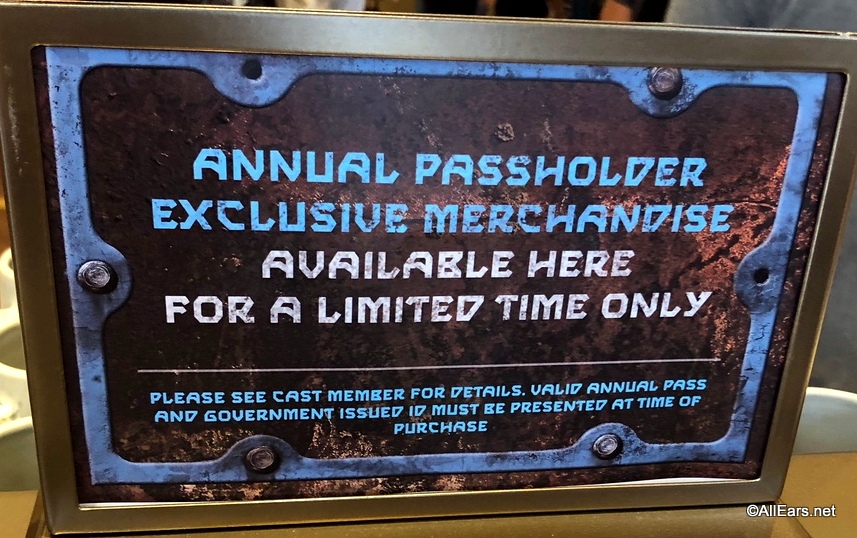 ANNUAL PASSHOLDER
EXCLUSIVE MERCHANDISE
AVAILABLE HERE
FOR A LIMITED TIME ONLY
PLEASE SEE CAST MEMBER FOR DETAILS. VALID ANNUAL PASS
AND GOVERNMENT ISSUED ID MUST BE PRESENTED AT TIME OF
PURCHASE
©AllEars.net